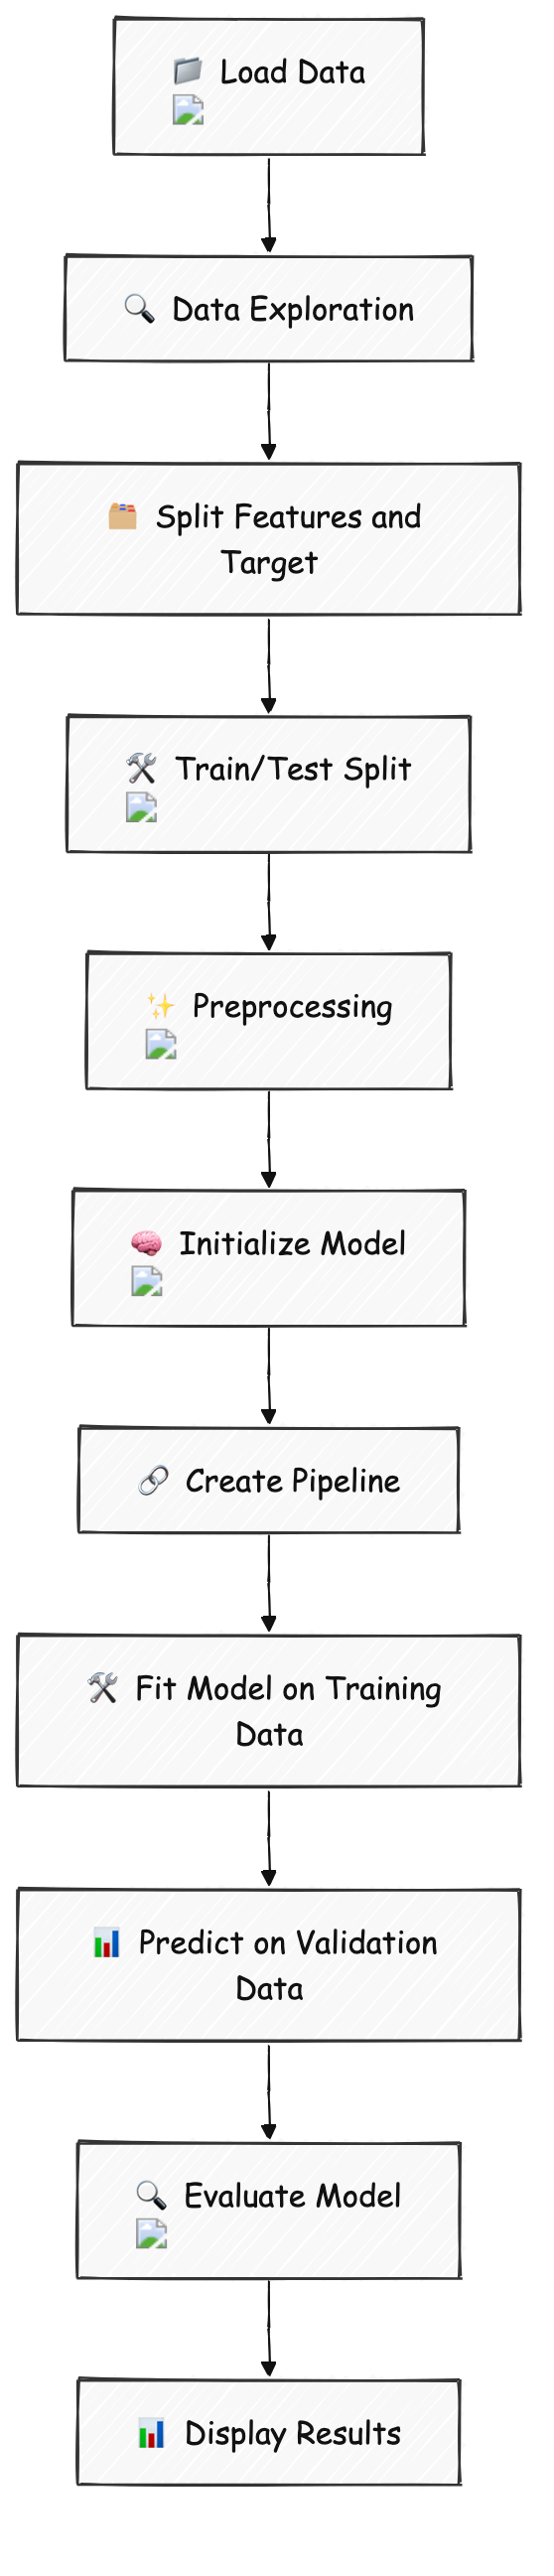 Load Data
Data Exploration
Split Features and
Target
Train/Test Split
Preprocessing
Initialize Model
Create Pipeline
Fit Model on Training
Data
Predict on Validation
Data
Evaluate Model
Display Results